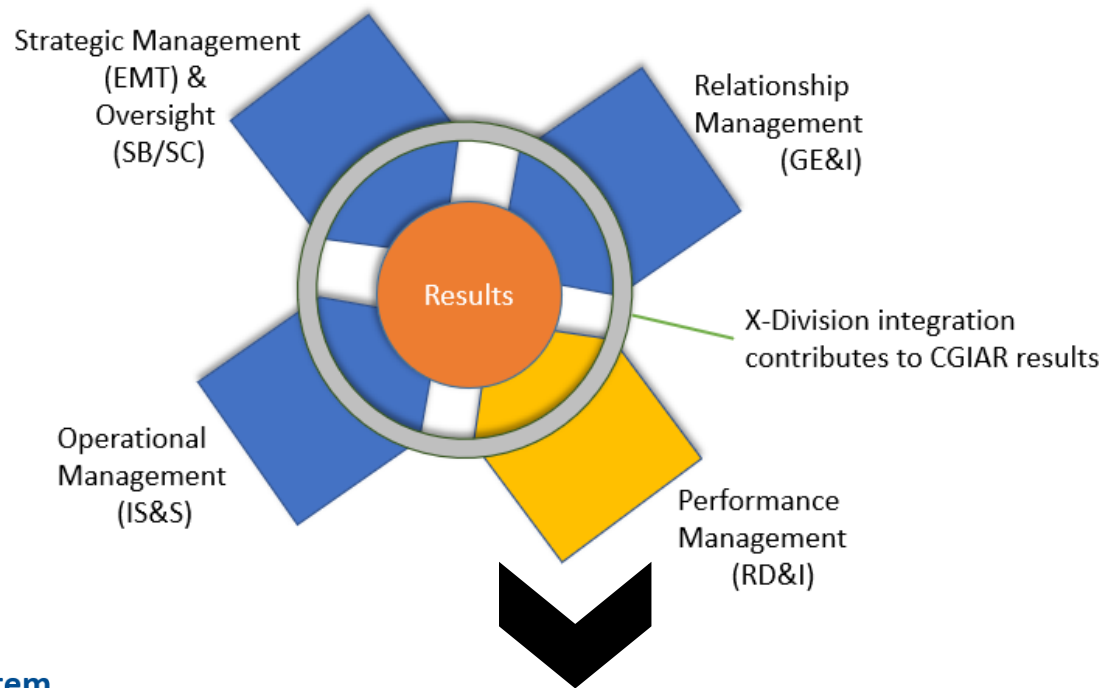 Strategic Management
(EMT) &
Oversight
(SB/SC)
Relationship
Management
(GE&I)
Results
X-Division integration
contributes to CGIAR results
Operational
Management
(IS&S)
Performance
Management
(RD&I)